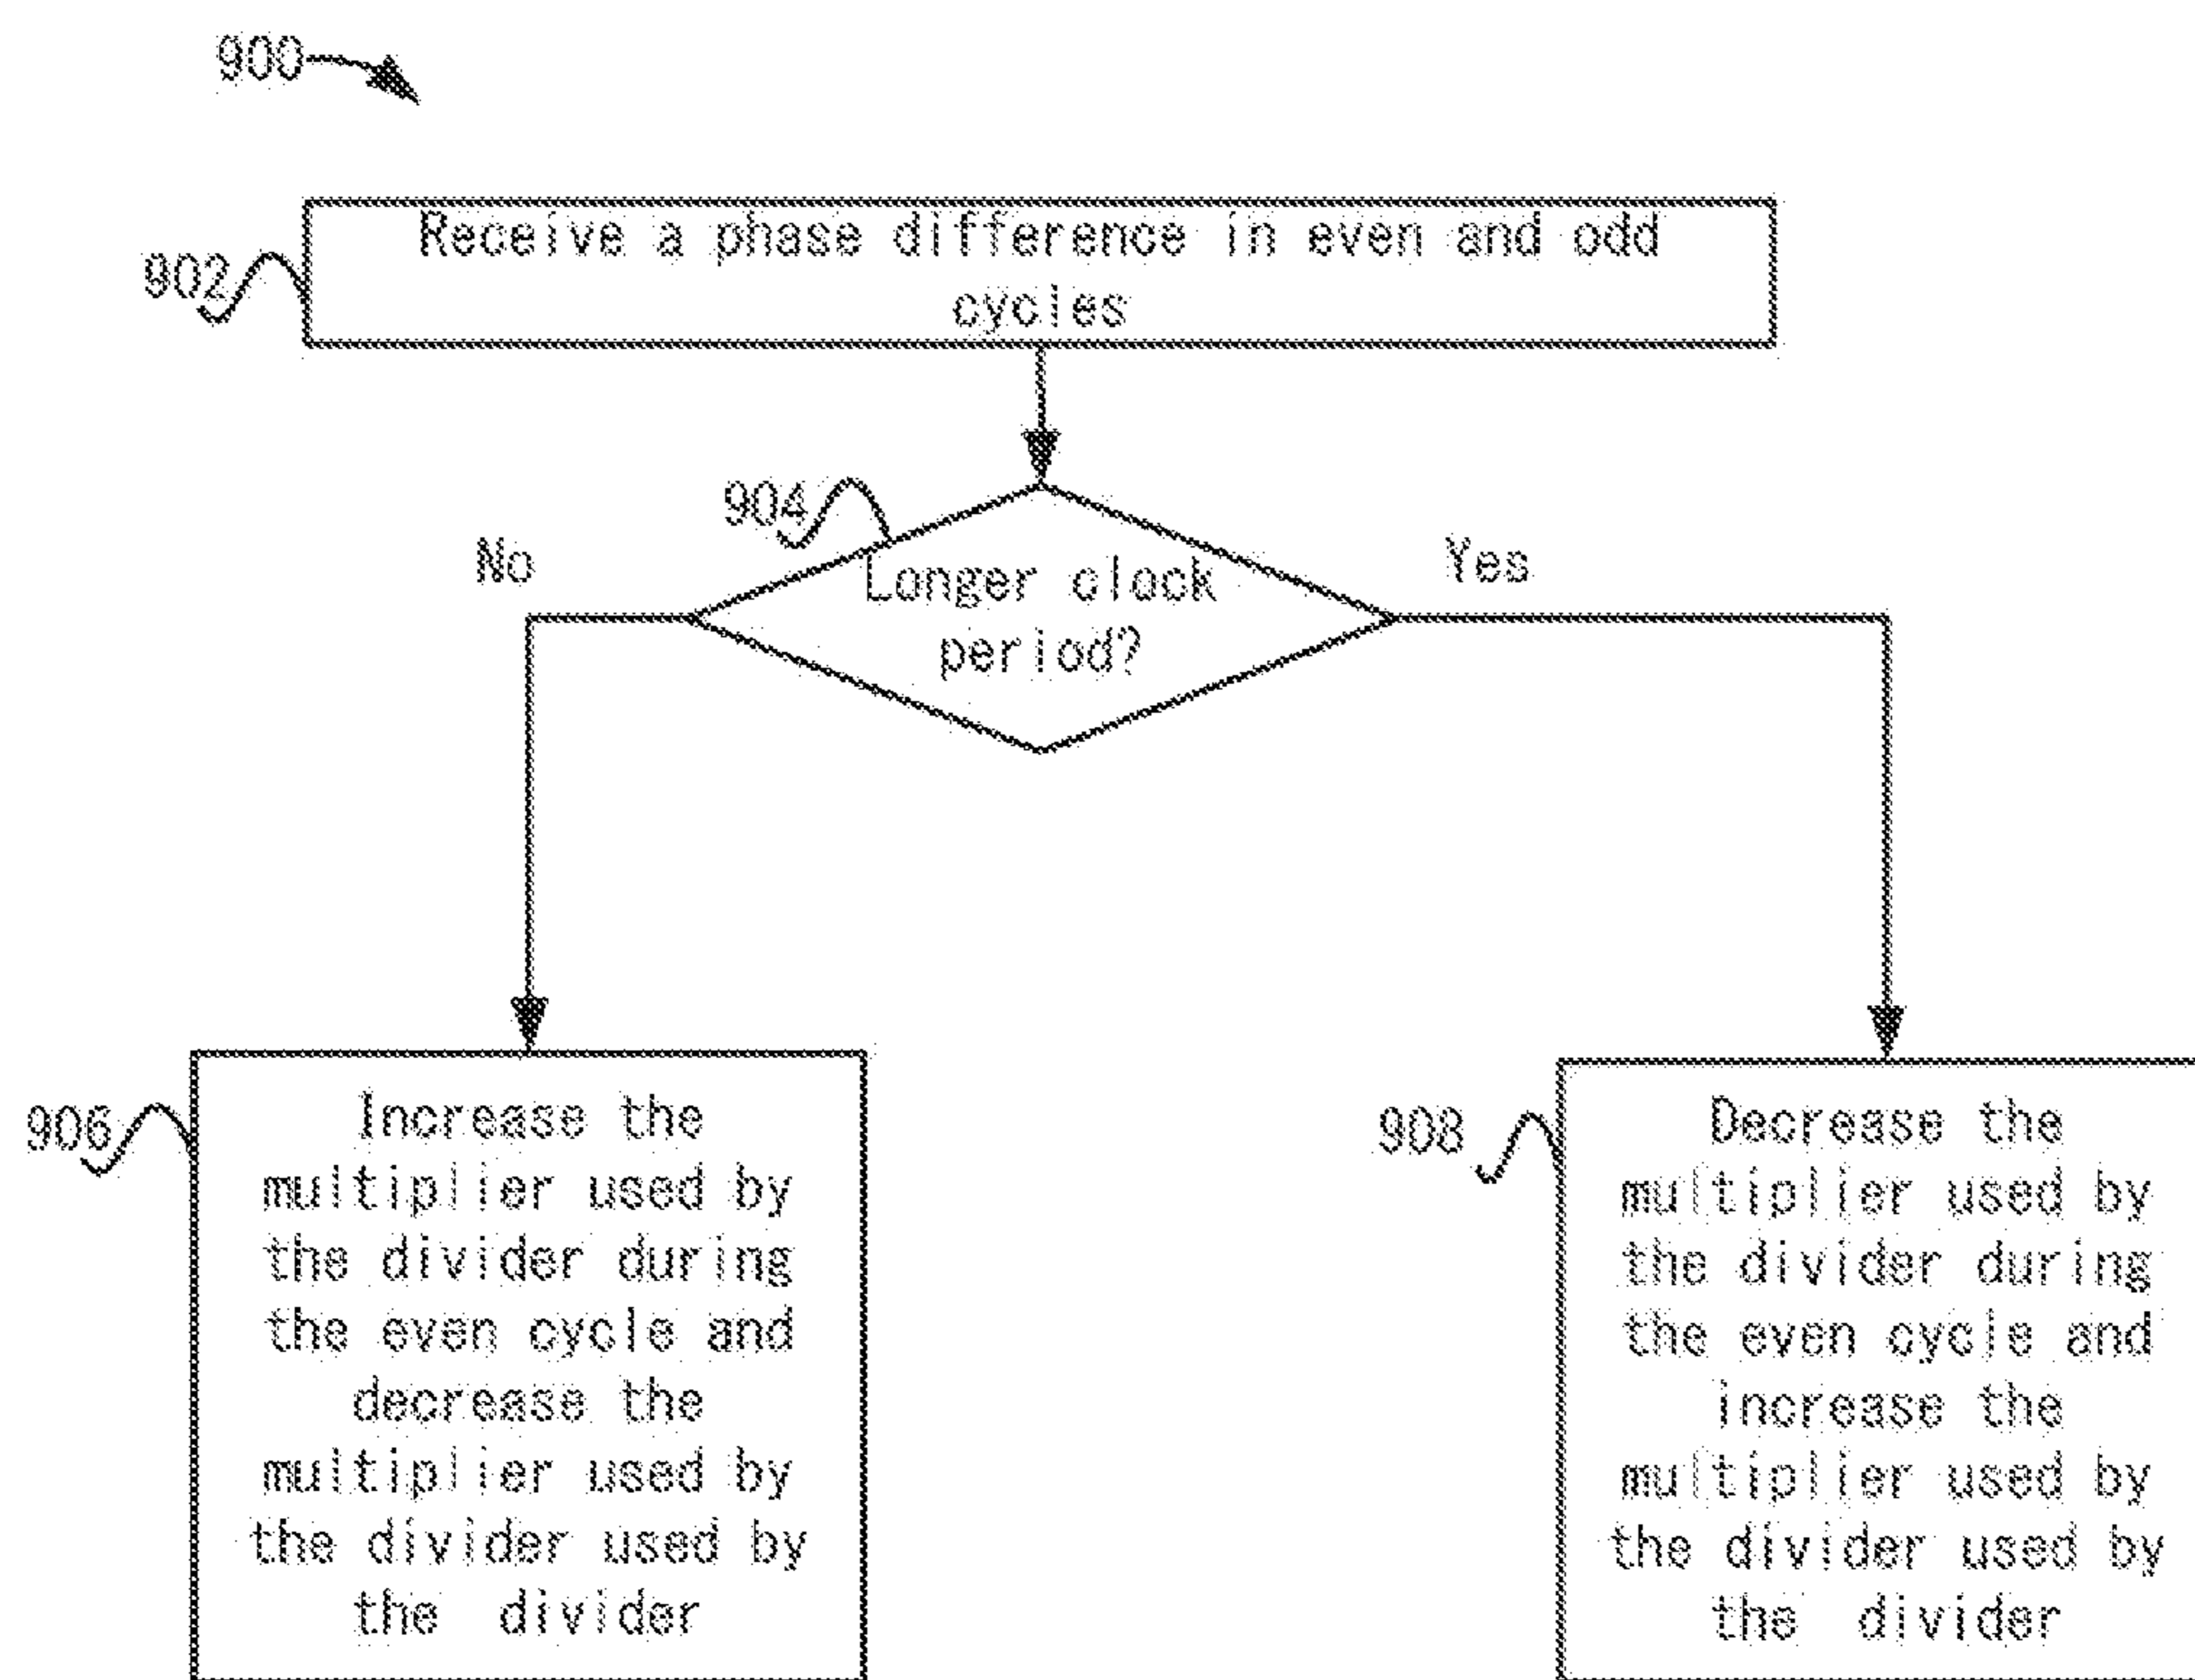 900
Receive a phase difference in even and odd
cycles
902
904
Longer clock
period?
No
Yes
906
Increase the
multiplier used by
the divider during
the even cycle and
decrease the
multiplier used by
the divider used by
the divider
908
Decrease the
multiplier used by
the divider during
the even cycle and
increase the
multiplier used by
the divider used by
the divider